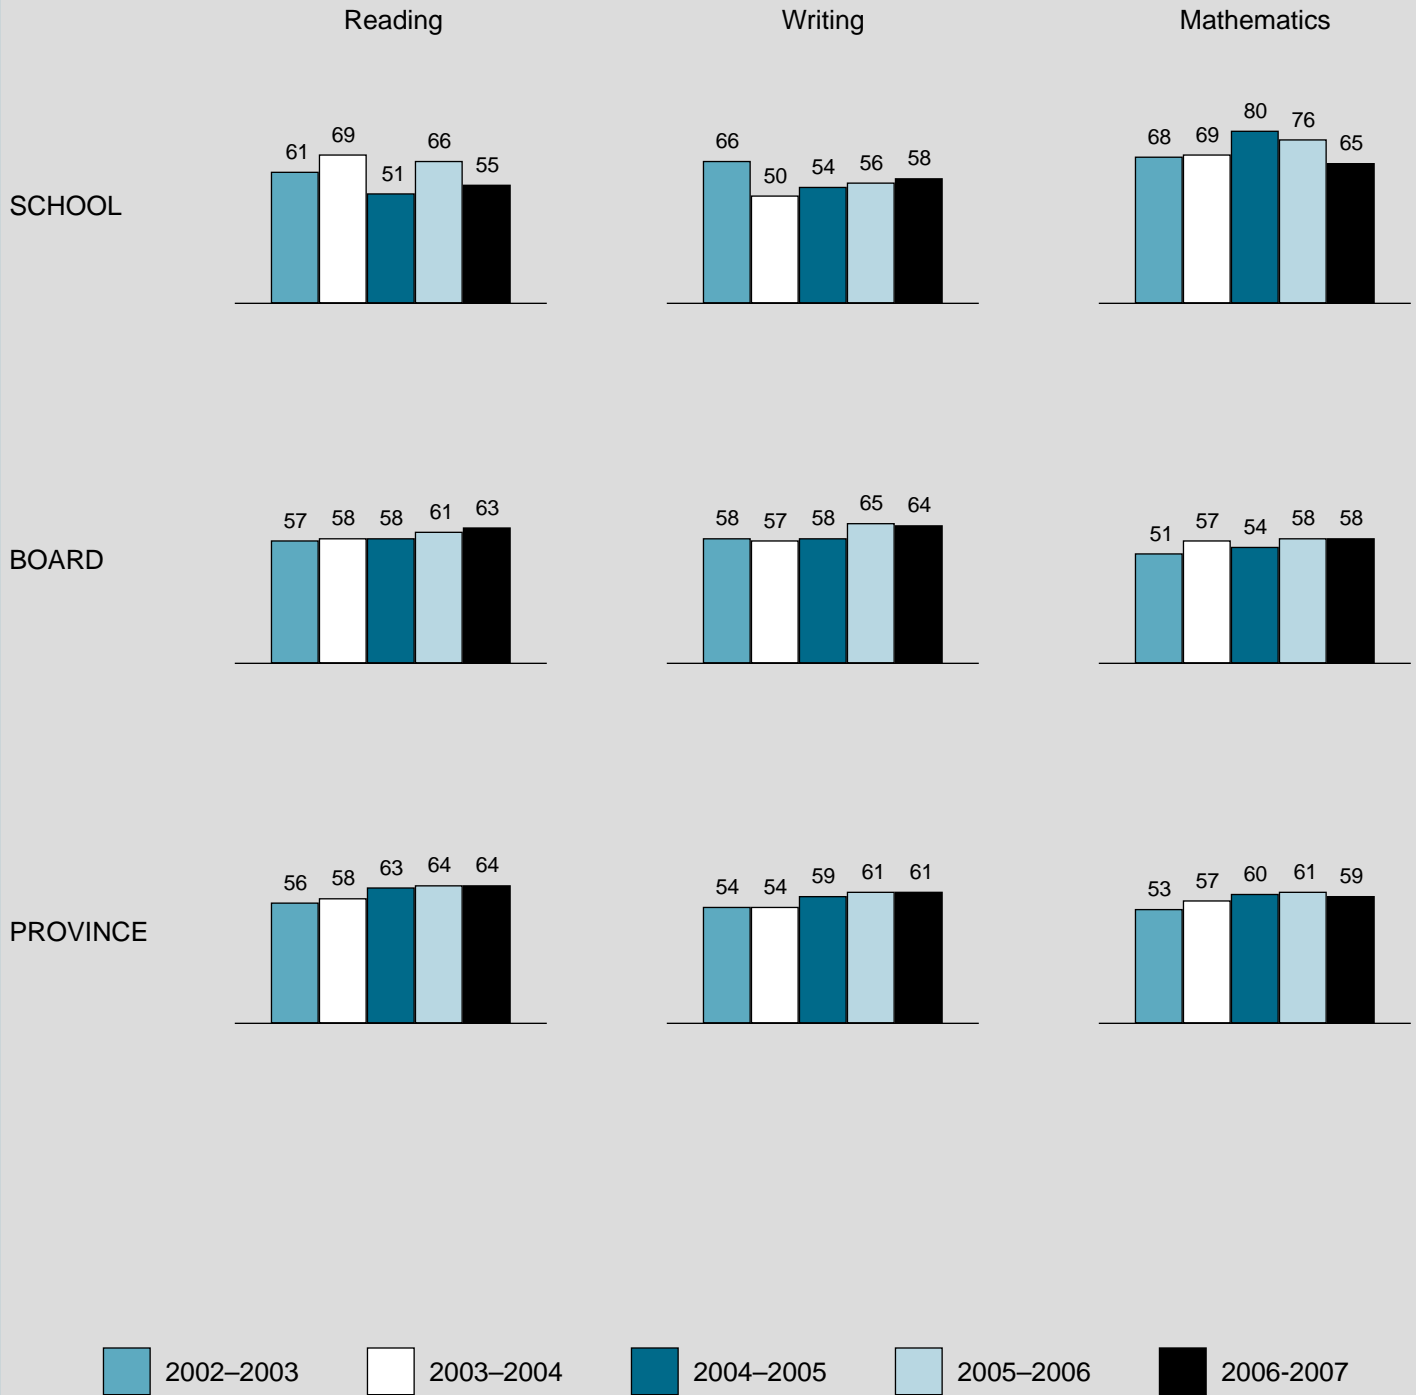 Reading Writing Mathematics
SCHOOL
61 69 51 66 55
66 50 54 56 58
68 69 80 76 65
BOARD
57 58 58 61 63
58 57 58 65 64
51 57 54 58 58
PROVINCE
56 58 63 64 64
54 54 59 61 61
53 57 60 61 59
2002–2003 2003–2004 2004–2005 2005–2006 2006-2007